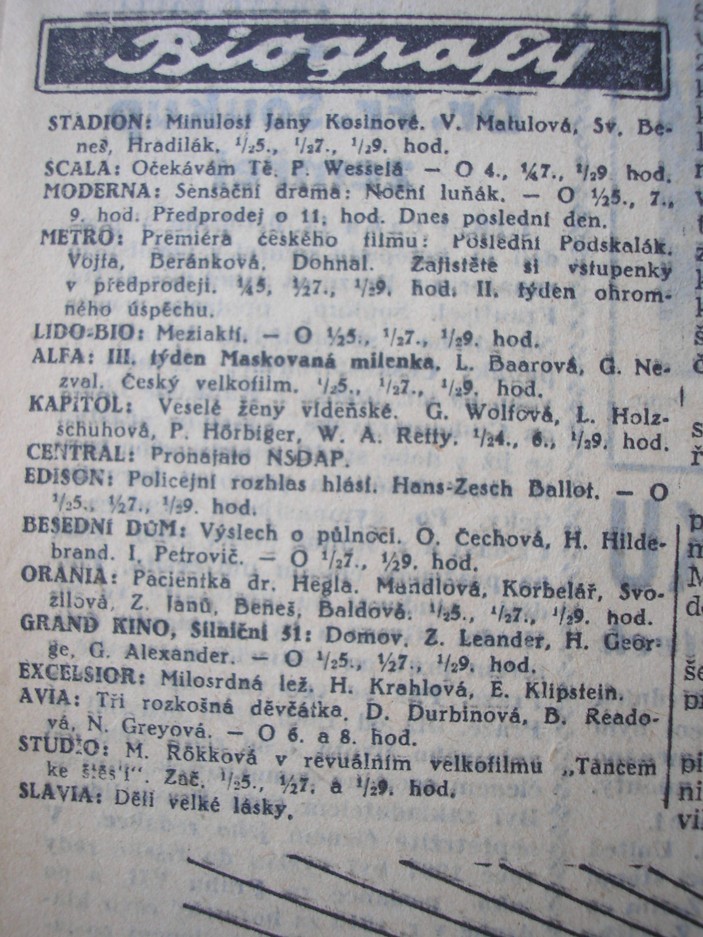 Biografy
STADION: Minulost Jany Kosinové. V. Matulová, Sv. Be-
neš, Hradilák. ½5., ½7., ½9. hod.
SCALA: Očekávám Tě. P. Wesselá. — O 4., ¼7., ½9 hod.
MODERNA: Sensační drama: Noční luňák. — O ½5., 7.,
9. hod. Předprodej o 11. hod. Dnes poslední den.
METRO: Premiéra českého filmu: Poslední Podskalák.
Vojta, Beránková, Dohnal. Zajistěte si vstupenky
v předprodeji. ¼5, ½7., ½9. hod. II. týden ohrom-
ného úspěchu.
LIDO-BIO: Meziaktí. — O ½5., ½7., ½9. hod.
ALFA: III. týden Maskovaná milenka. L. Baarová, G. Ne-
zval. Český velkofilm. ½5., ½7., ½9. hod.
KAPITOL: Veselé ženy vídeňské. G. Wolfová, L. Holz-
schuhová, P. Hörbiger, W. A. Retty. ½4., 6., ½9. hod.
CENTRAL: Pronajato NSDAP.
EDISON: Policejní rozhlas hlásí. Hans-Zesch Ballot. — O
½5., ½7., ½9. hod.
BESEDNÍ DŮM: Výslech o půlnoci. O. Čechová, H. Hilde-
brand. I. Petrovič. — O ½7., ½9. hod.
ORANIA: Pacientka dr. Hegla. Mandlová, Korbelář, Svo-
zilová, Z. Janů, Beneš, Baldová. ½5., ½7., ½9. hod.
GRAND KINO, Silniční 51: Domov. Z. Leander, H. Geor-
ge, G. Alexander. — O ½5., ½7., ½9. hod.
EXCELSIOR: Milosrdná lež. H. Krahlová, E. Klipstein.
AVIA: Tři rozkošná děvčátka. D. Durbinová, B. Reado-
vá, N. Greyová. — O 6. a 8. hod.
STUDIO: M. Rökková v revuálním velkofilmu „Tancem
ke štěs'í“. Zač. ½5., ½7. a ½9. hod.
SLAVIA: Děti velké lásky.